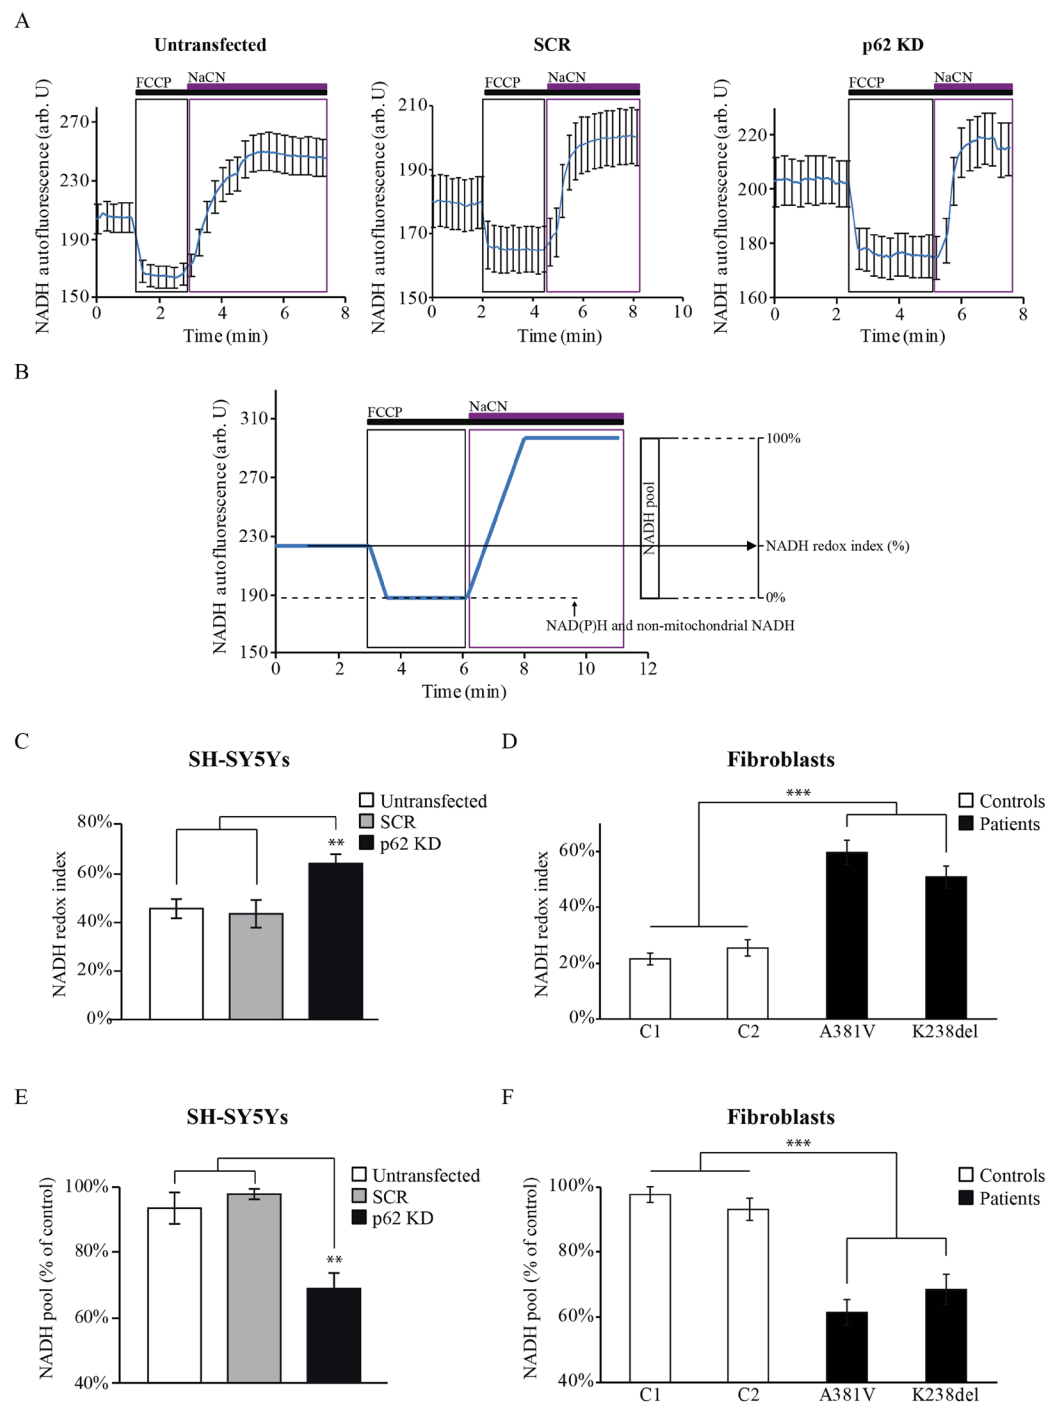 A
Untransfected
SCR
p62 KD
FCCP
NaCN
NADH autofluorescence (arb. U)
270
230
190
150
0
2
4
6
8
Time (min)
FCCP
NaCN
NADH autofluorescence (arb. U)
210
190
170
150
0
2
4
6
8
10
Time (min)
FCCP
NaCN
NADH autofluorescence (arb. U)
220
200
180
160
0
2
4
6
8
Time (min)
B
FCCP
NaCN
NADH autofluorescence (arb. U)
310
270
230
190
150
0
2
4
6
8
10
12
Time (min)
NADH pool
100%
NADH redox index (%)
0%
NAD(P)H and non-mitochondrial NADH
C
SH-SY5Ys
Untransfected
SCR
p62 KD
**
NADH redox index
80%
60%
40%
20%
0%
D
Fibroblasts
***
Controls
Patients
NADH redox index
60%
40%
20%
0%
C1
C2
A381V
K238del
E
SH-SY5Ys
Untransfected
SCR
p62 KD
**
NADH pool (% of control)
100%
80%
60%
40%
F
Fibroblasts
***
Controls
Patients
NADH pool (% of control)
100%
80%
60%
40%
C1
C2
A381V
K238del